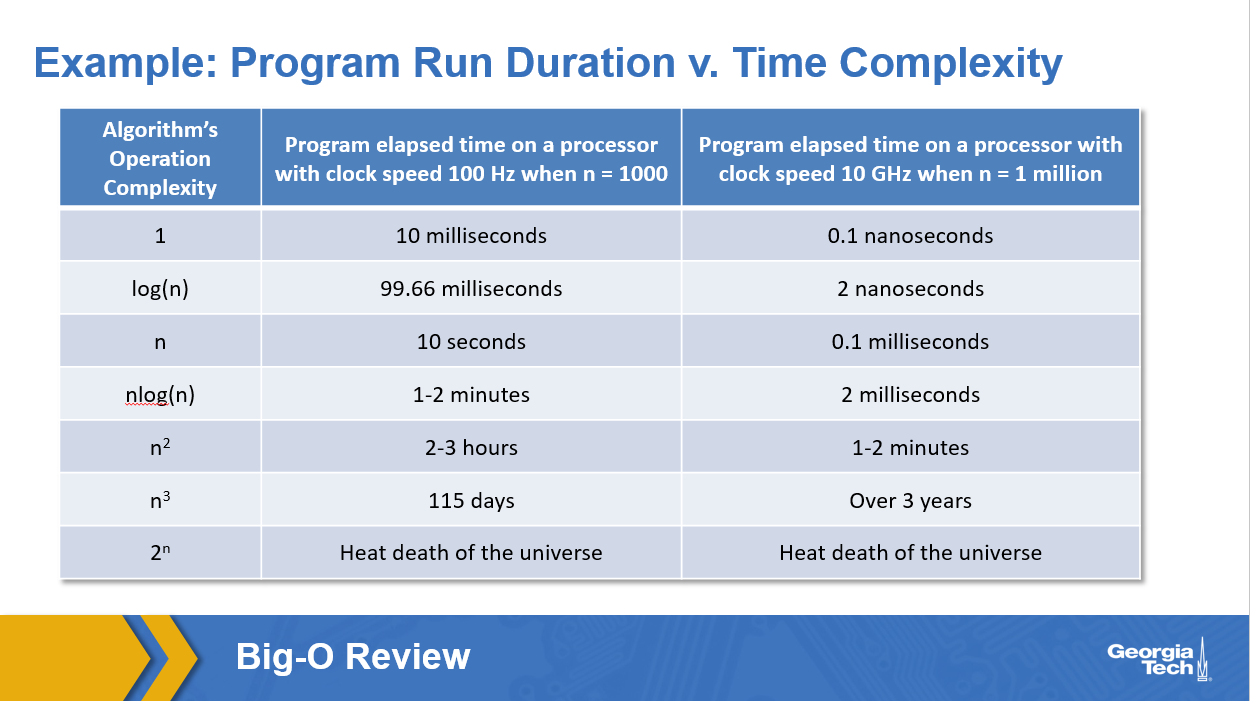 Example: Program Run Duration v. Time Complexity
Algorithm's
Operation
Complexity
Program elapsed time on a processor
with clock speed 100 Hz when n = 1000
Program elapsed time on a processor with
clock speed 10 GHz when n = 1 million
1
10 milliseconds
0.1 nanoseconds
log(n)
99.66 milliseconds
2 nanoseconds
n
10 seconds
0.1 milliseconds
nlog(n)
1-2 minutes
2 milliseconds
n²
2-3 hours
1-2 minutes
n³
115 days
Over 3 years
2ⁿ
Heat death of the universe
Heat death of the universe
Big-O Review
Georgia
Tech